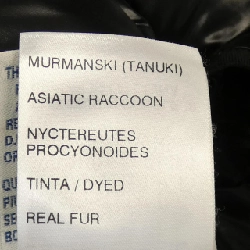 MURMANSKI (TANUKI)
ASIATIC RACCOON
NYCTEREUTES
PROCYONOIDES
TINTA / DYED
REAL FUR